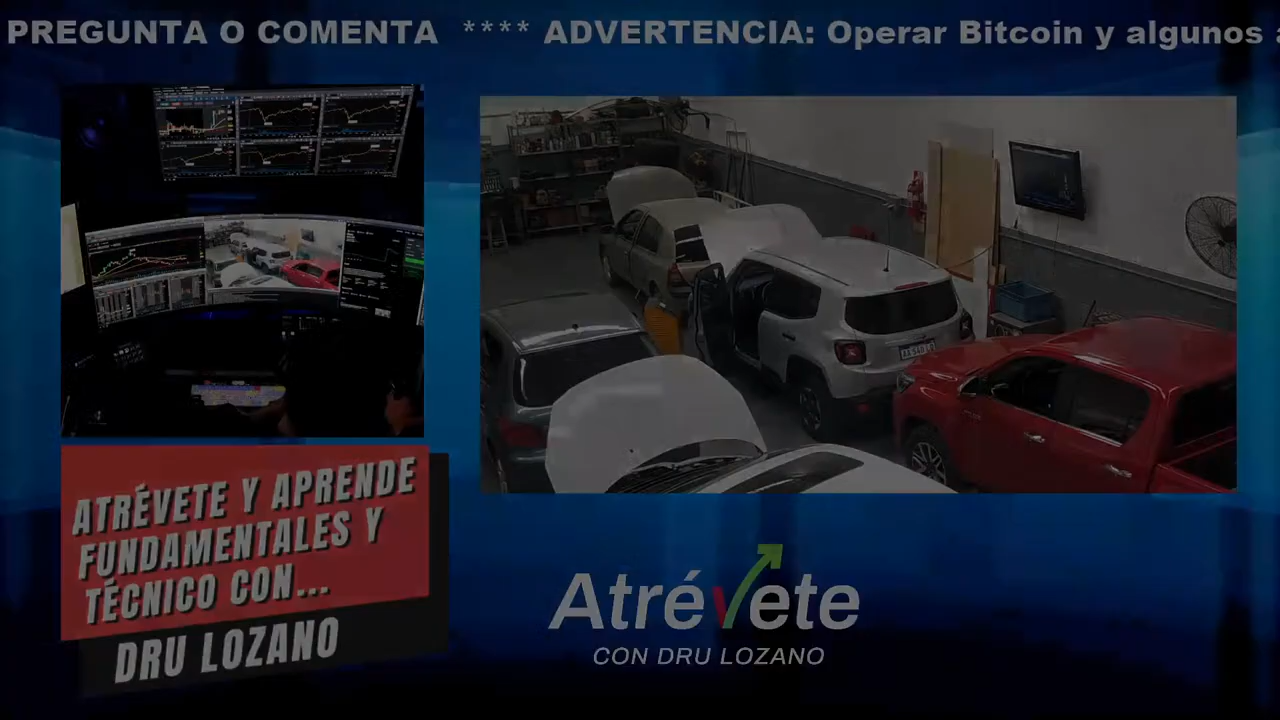 PREGUNTA O COMENTA **** ADVERTENCIA: Operar Bitcoin y algunos
ATRÉVETE Y APRENDE
FUNDAMENTALES Y
TÉCNICO CON...
DRU LOZANO
Atrévete
CON DRU LOZANO